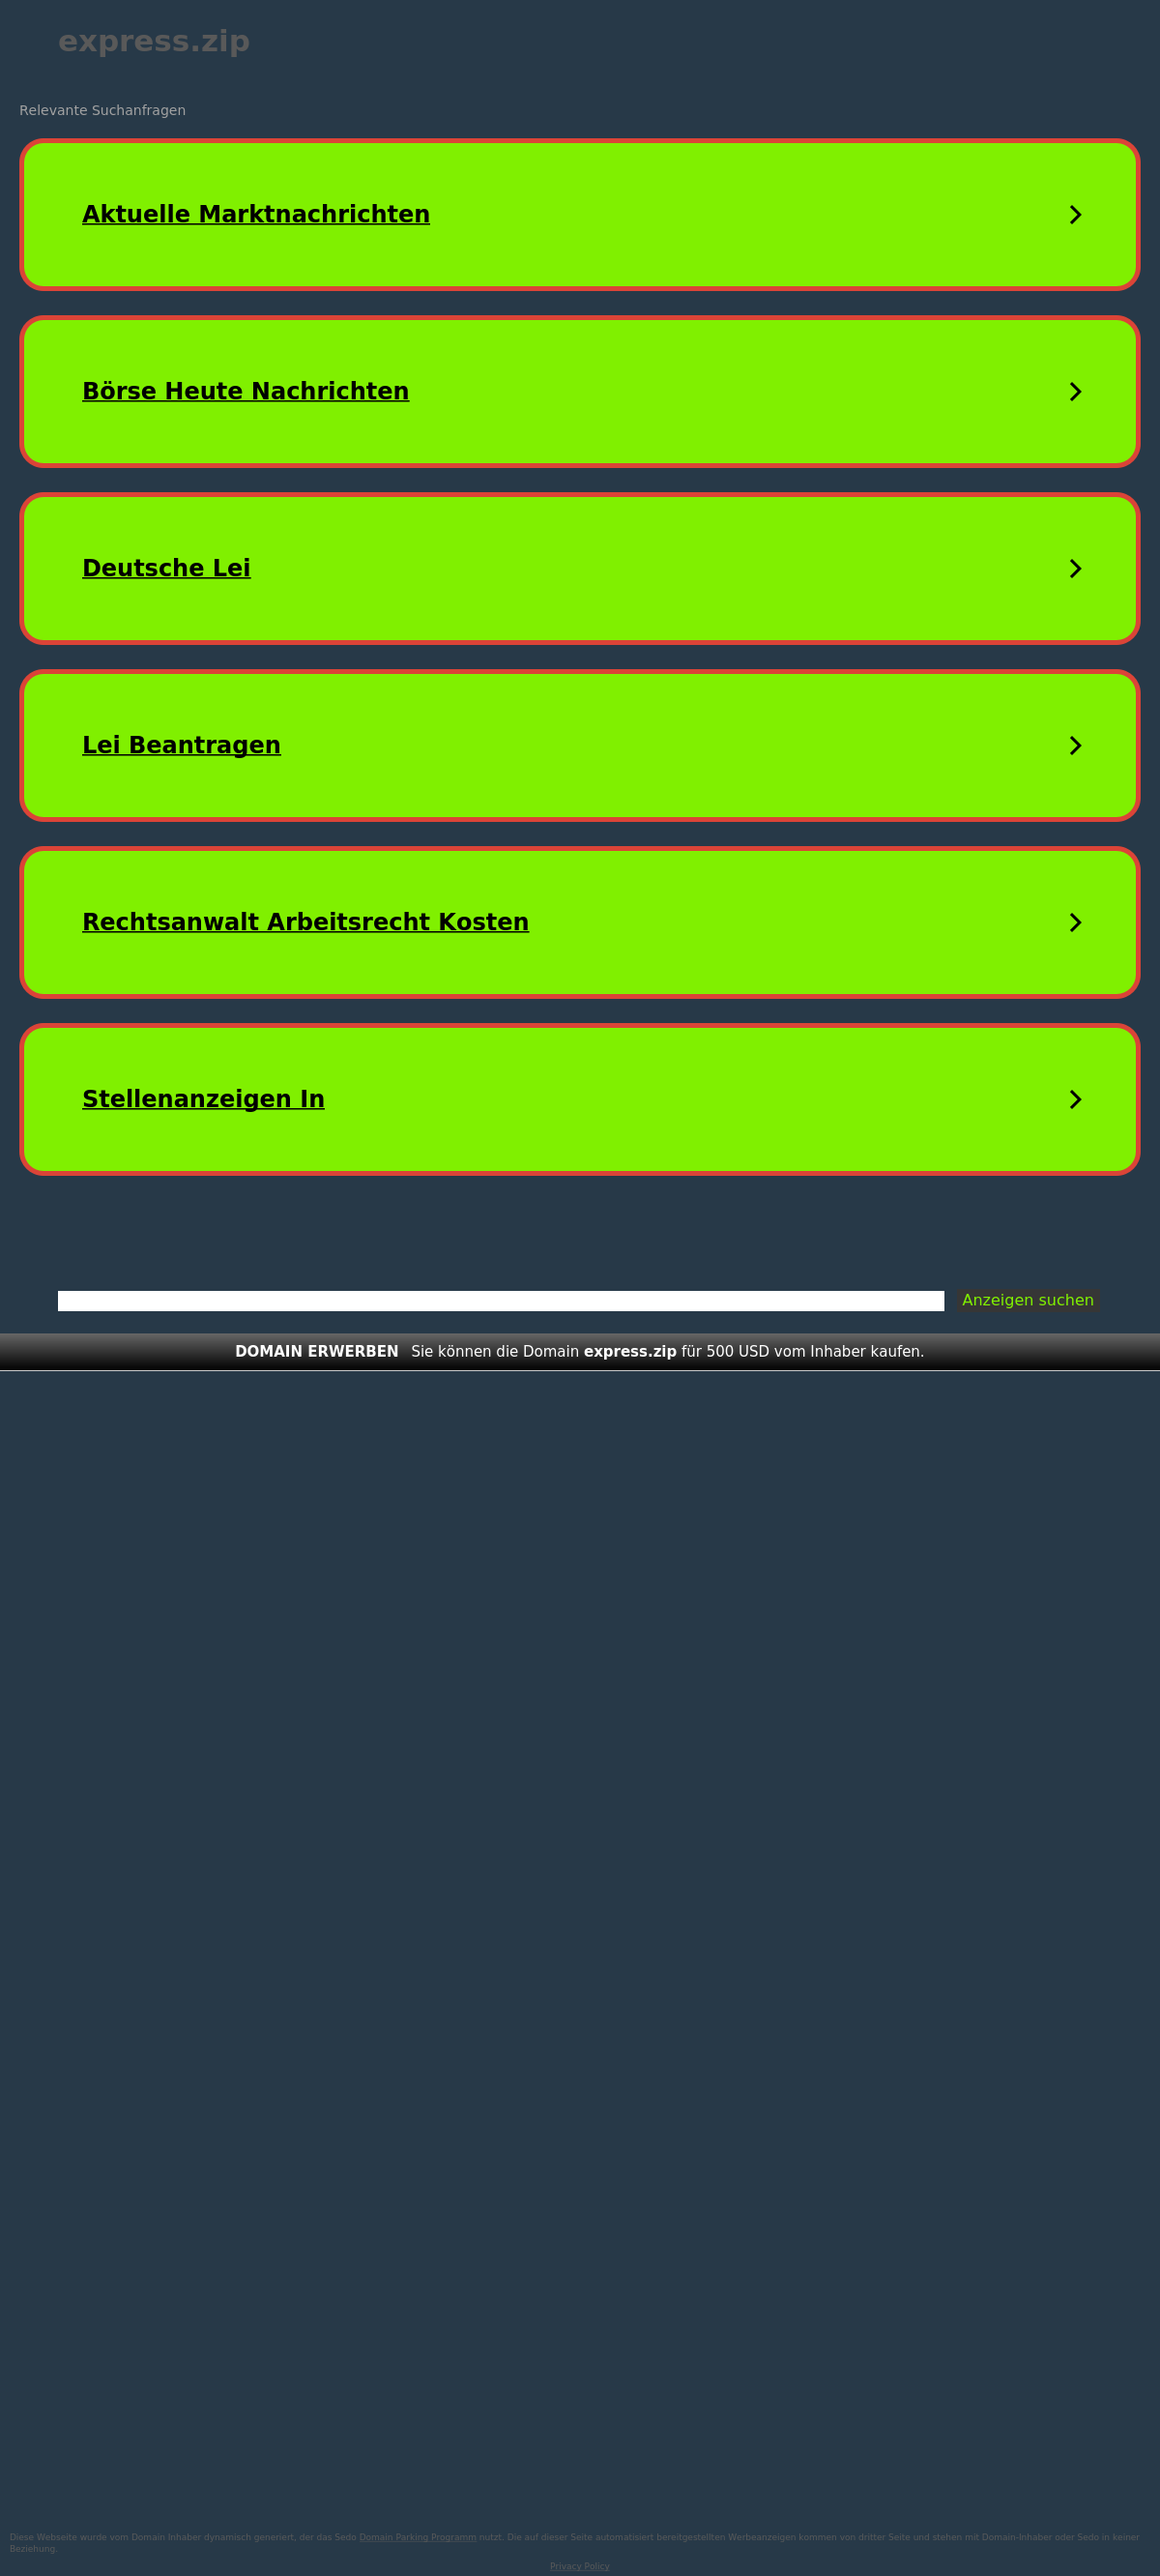 express.zip
Relevante Suchanfragen
Aktuelle Marktnachrichten
Börse Heute Nachrichten
Deutsche Lei
Lei Beantragen
Rechtsanwalt Arbeitsrecht Kosten
Stellenanzeigen In
Anzeigen suchen
DOMAIN ERWERBEN Sie können die Domain express.zip für 500 USD vom Inhaber kaufen.
Diese Webseite wurde vom Domain Inhaber dynamisch generiert, der das Sedo Domain Parking Programm nutzt. Die auf dieser Seite automatisiert bereitgestellten Werbeanzeigen kommen von dritter Seite und stehen mit Domain-Inhaber oder Sedo in keiner
Beziehung.
Privacy Policy